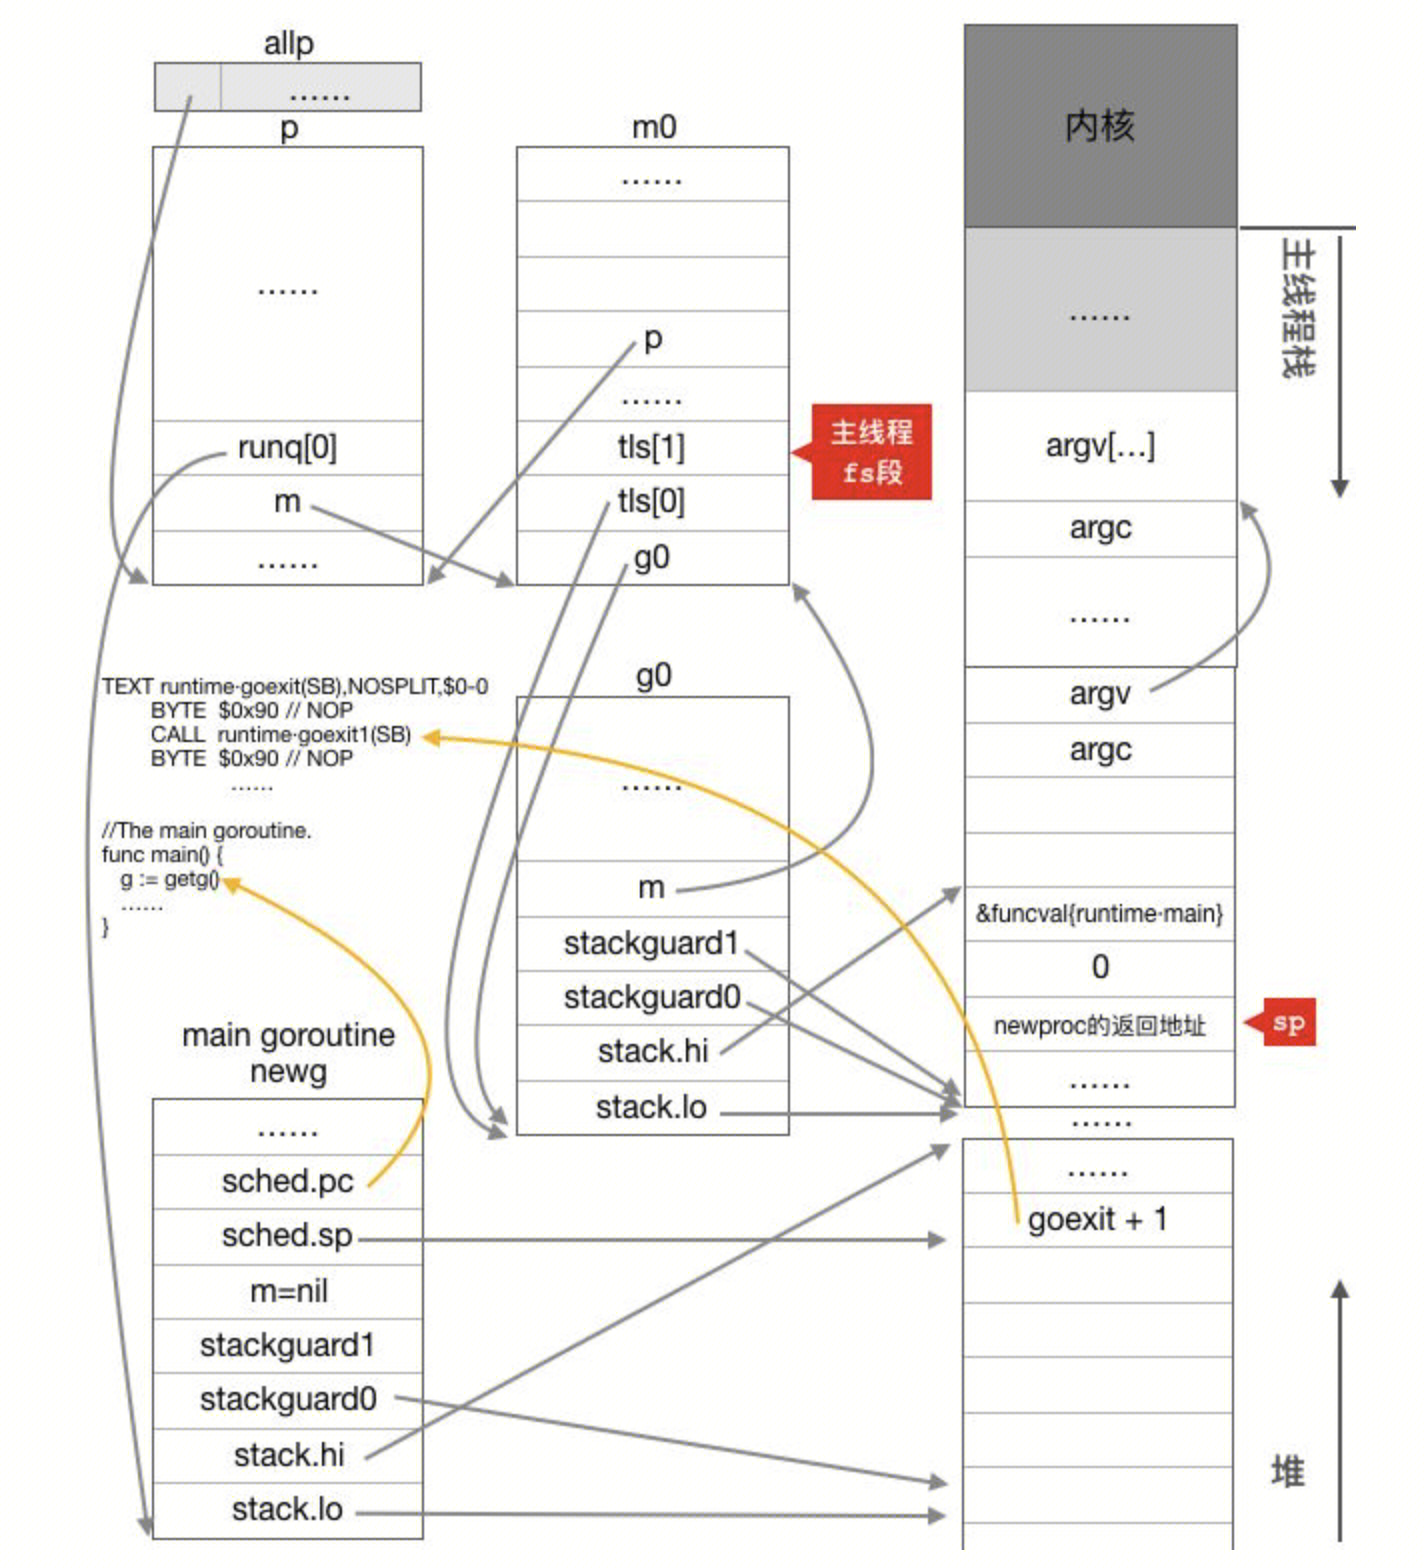 allp
......
p
......
runq[0]
m
......
m0
......
p
......
tls[1]
tls[0]
g0
主线程
fs段
TEXT runtime·goexit(SB),NOSPLIT,$0-0
BYTE $0x90 // NOP
CALL runtime·goexit1(SB)
BYTE $0x90 // NOP
......
//The main goroutine.
func main() {
g := getg()
......
}
g0
......
m
stackguard1
stackguard0
stack.hi
stack.lo
main goroutine
newg
......
sched.pc
sched.sp
m=nil
stackguard1
stackguard0
stack.hi
stack.lo
内核
......
主线程栈
argv[...]
argc
......
argv
argc
&funcval{runtime·main}
0
newproc的返回地址
sp
......
......
......
goexit + 1
堆